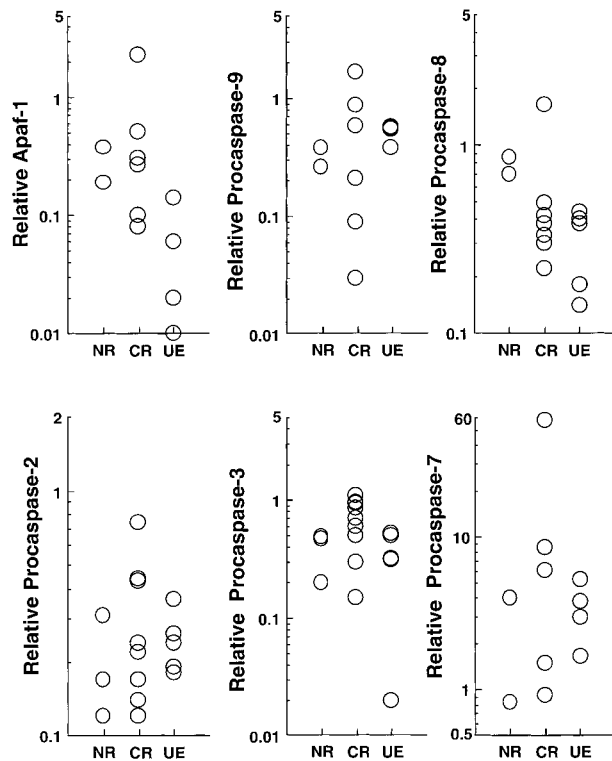 Relative Apaf-1
5
1
0.1
0.01
NR CR UE
Relative Procaspase-9
5
1
0.1
0.01
NR CR UE
Relative Procaspase-8
5
1
0.1
NR CR UE
Relative Procaspase-2
2
1
0.1
NR CR UE
Relative Procaspase-3
5
1
0.1
0.01
NR CR UE
Relative Procaspase-7
60
10
1
0.5
NR CR UE